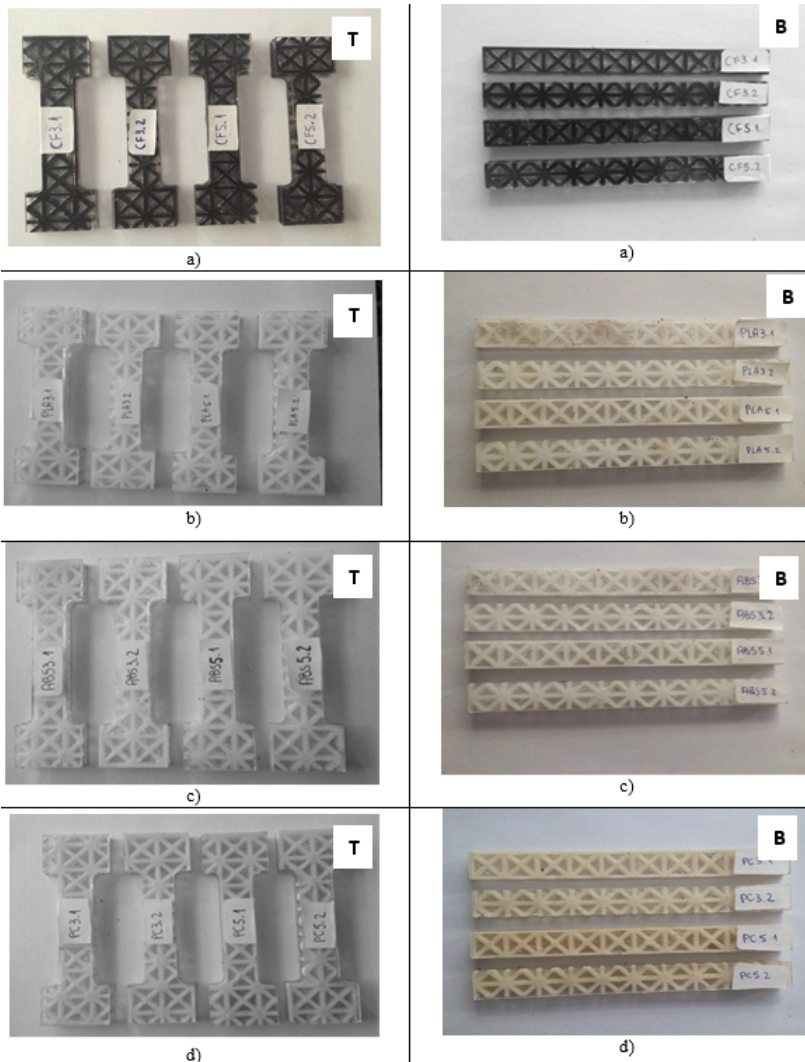 T
CF3.1
CF3.2
CF5.1
CF5.2
a)
B
CF3.1
CF3.2
CF5.1
CF5.2
a)
T
PLA3.1
PLA3.2
PLA5.1
PLA5.2
b)
B
PLA3.1
PLA3.2
PLA5.1
PLA5.2
b)
T
ABS3.1
ABS3.2
ABS5.1
ABS5.2
c)
B
ABS3.2
ABS5.1
ABS5.2
c)
T
PC3.1
PC3.2
PC5.1
PC5.2
d)
B
PC3.1
PC3.2
PC5.1
PC5.2
d)